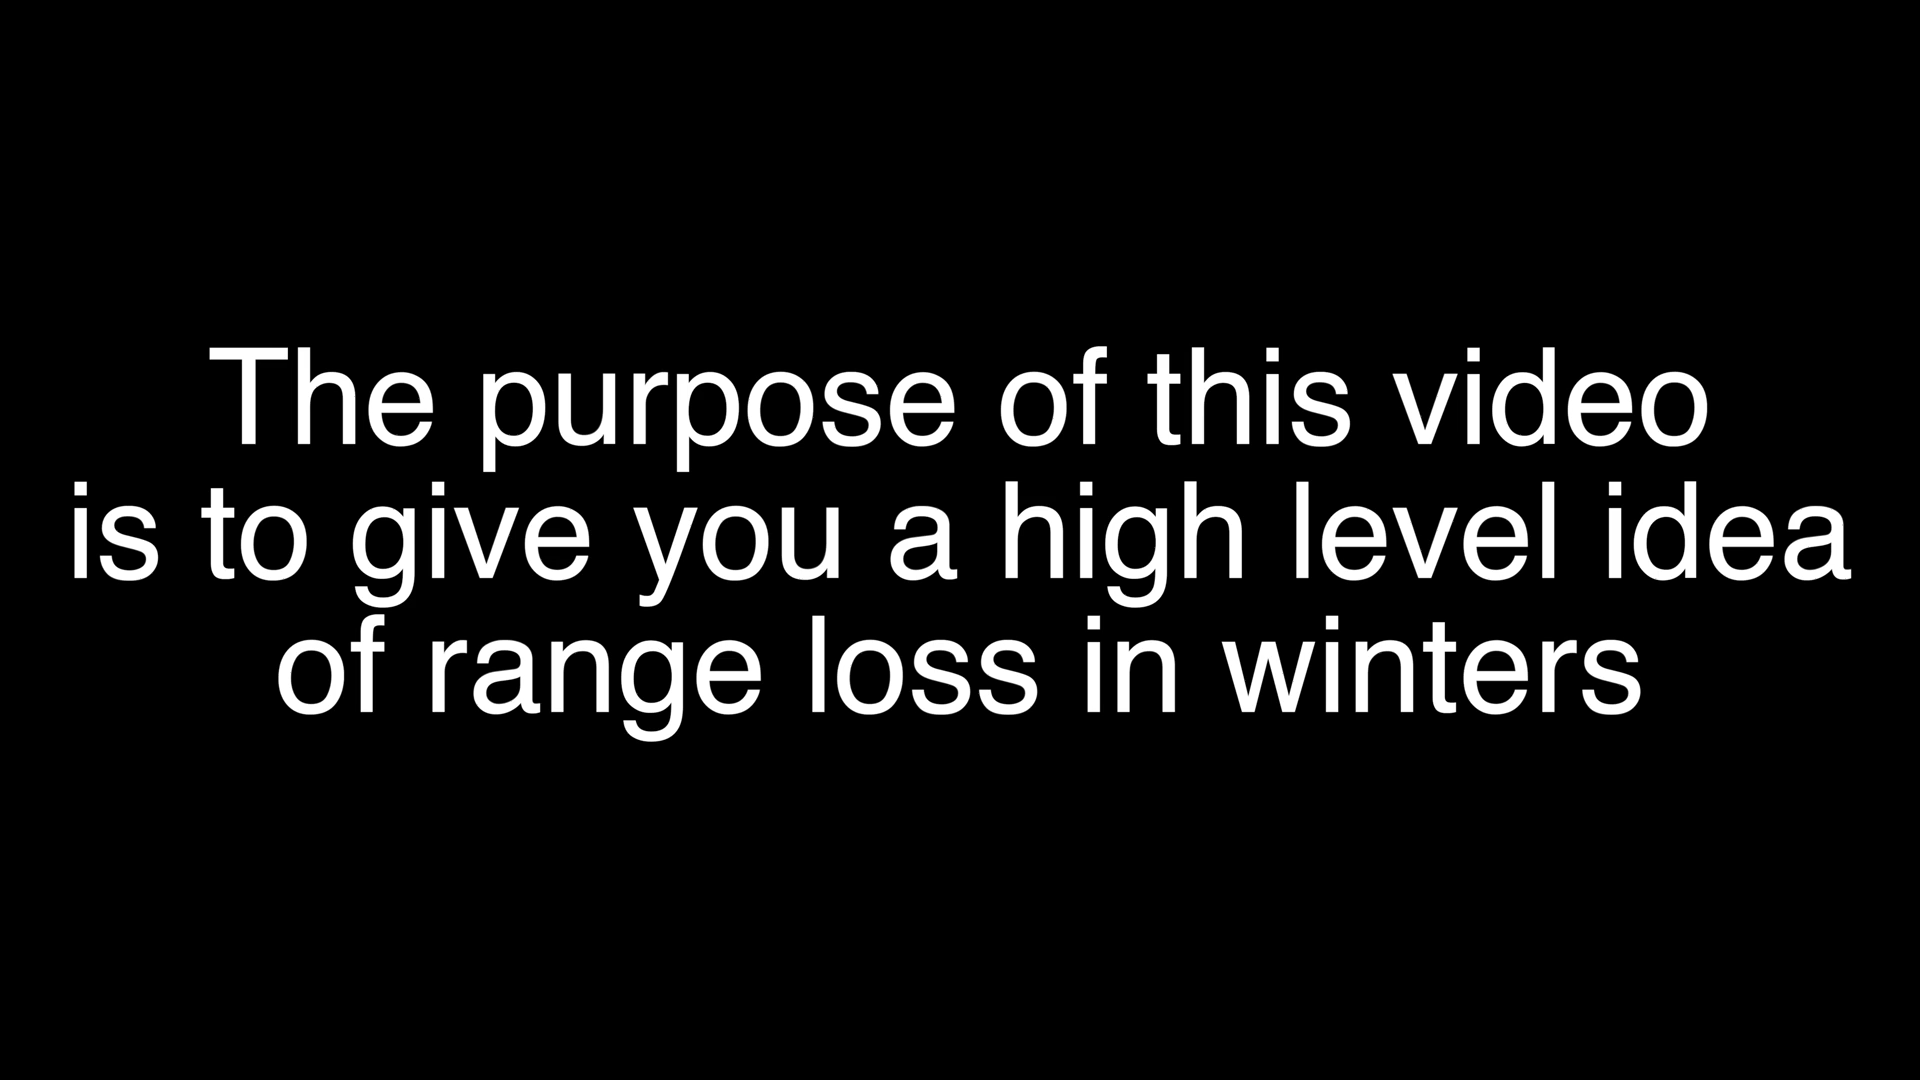 The purpose of this video
is to give you a high level idea
of range loss in winters